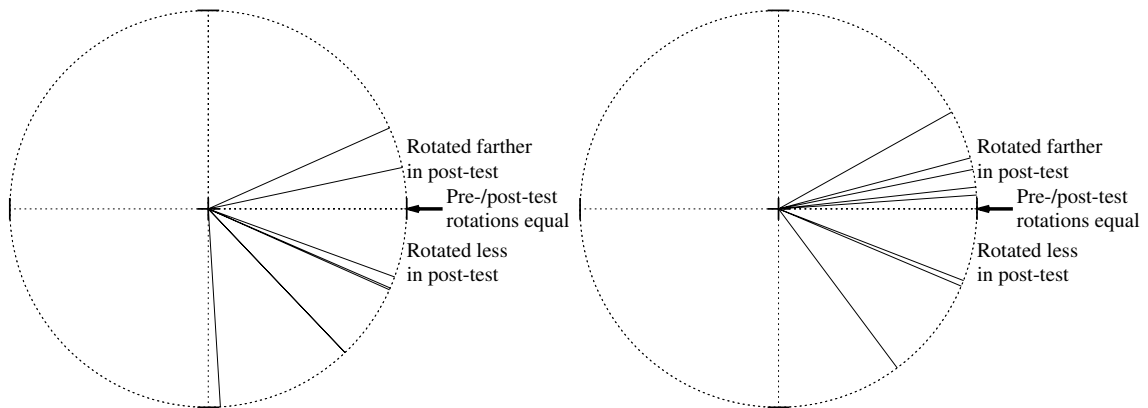 Rotated farther
in post-test
Pre-/post-test
rotations equal
Rotated less
in post-test
Rotated farther
in post-test
Pre-/post-test
rotations equal
Rotated less
in post-test